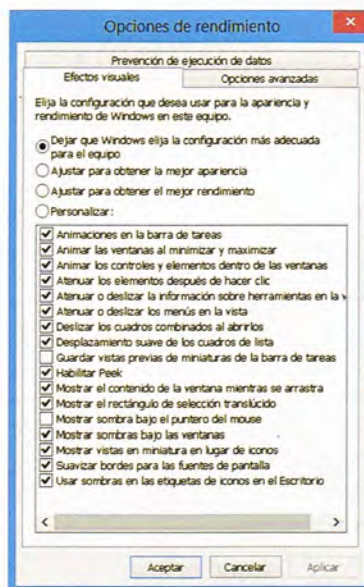 Opciones de rendimiento
Prevención de ejecución de datos
Efectos visuales
Opciones avanzadas
Elija la configuración que desea usar para la apariencia y
rendimiento de Windows en este equipo.
Dejar que Windows elija la configuración más adecuada
para el equipo
Ajustar para obtener la mejor apariencia
Ajustar para obtener el mejor rendimiento
Personalizar:
Animaciones en la barra de tareas
Animar las ventanas al minimizar y maximizar
Animar los controles y elementos dentro de las ventanas
Atenuar los elementos después de hacer clic
Atenuar o deslizar la información sobre herramientas en la v
Atenuar o deslizar los menús en la vista
Deslizar los cuadros combinados al abrirlos
Desplazamiento suave de los cuadros de lista
Guardar vistas previas de miniaturas de la barra de tareas
Habilitar Peek
Mostrar el contenido de la ventana mientras se arrastra
Mostrar el rectángulo de selección translúcido
Mostrar sombra bajo el puntero del mouse
Mostrar sombras bajo las ventanas
Mostrar vistas en miniatura en lugar de iconos
Suavizar bordes para las fuentes de pantalla
Usar sombras en las etiquetas de iconos en el Escritorio
Aceptar
Cancelar
Aplicar